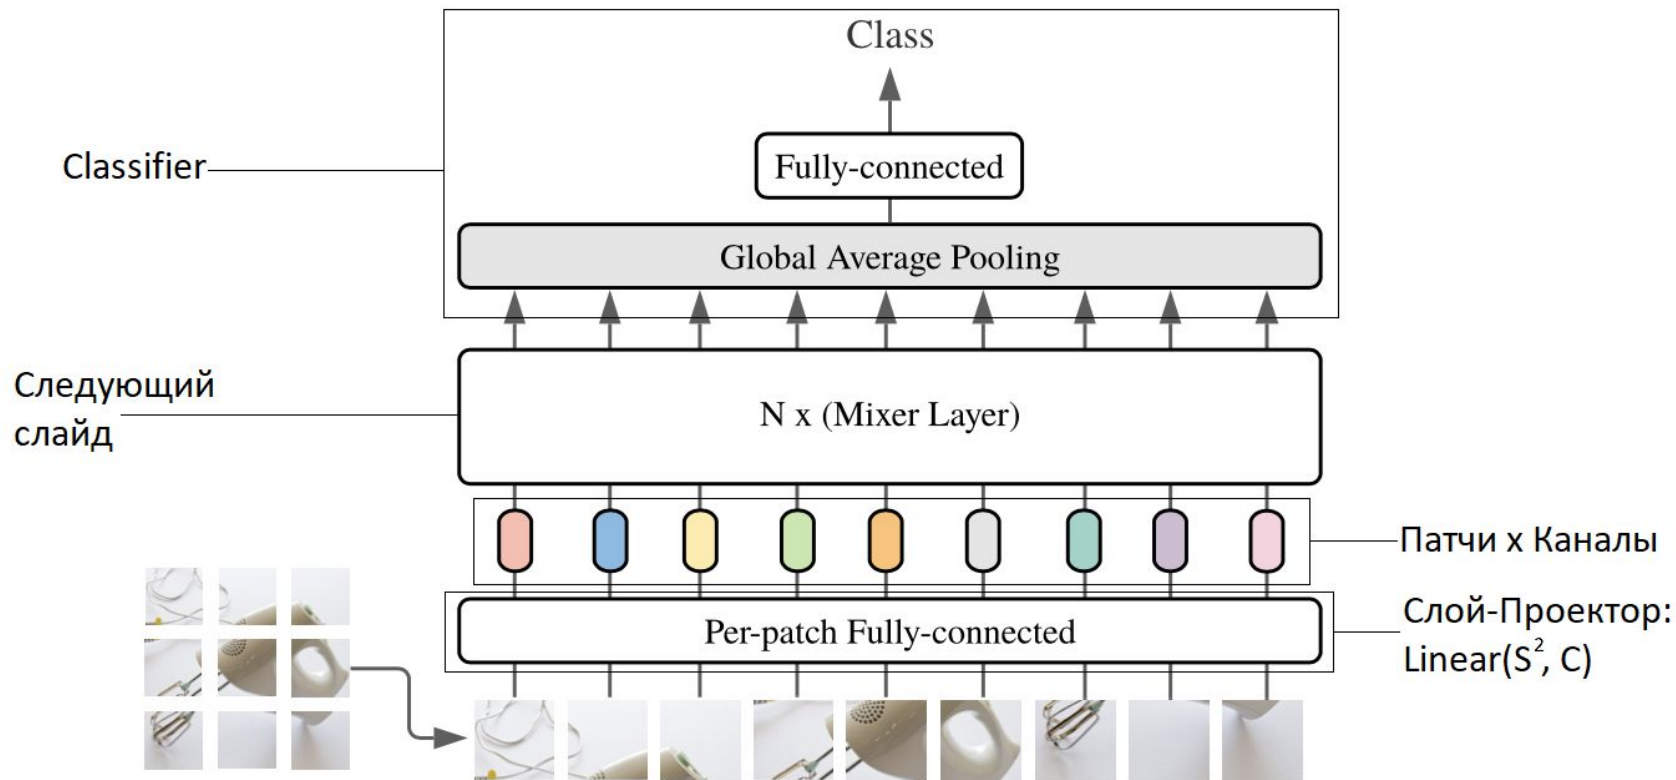 Class
Classifier
Fully-connected
Global Average Pooling
Следующий
слайд
N x (Mixer Layer)
Патчи x Каналы
Per-patch Fully-connected
Слой-Проектор:
Linear(S², C)